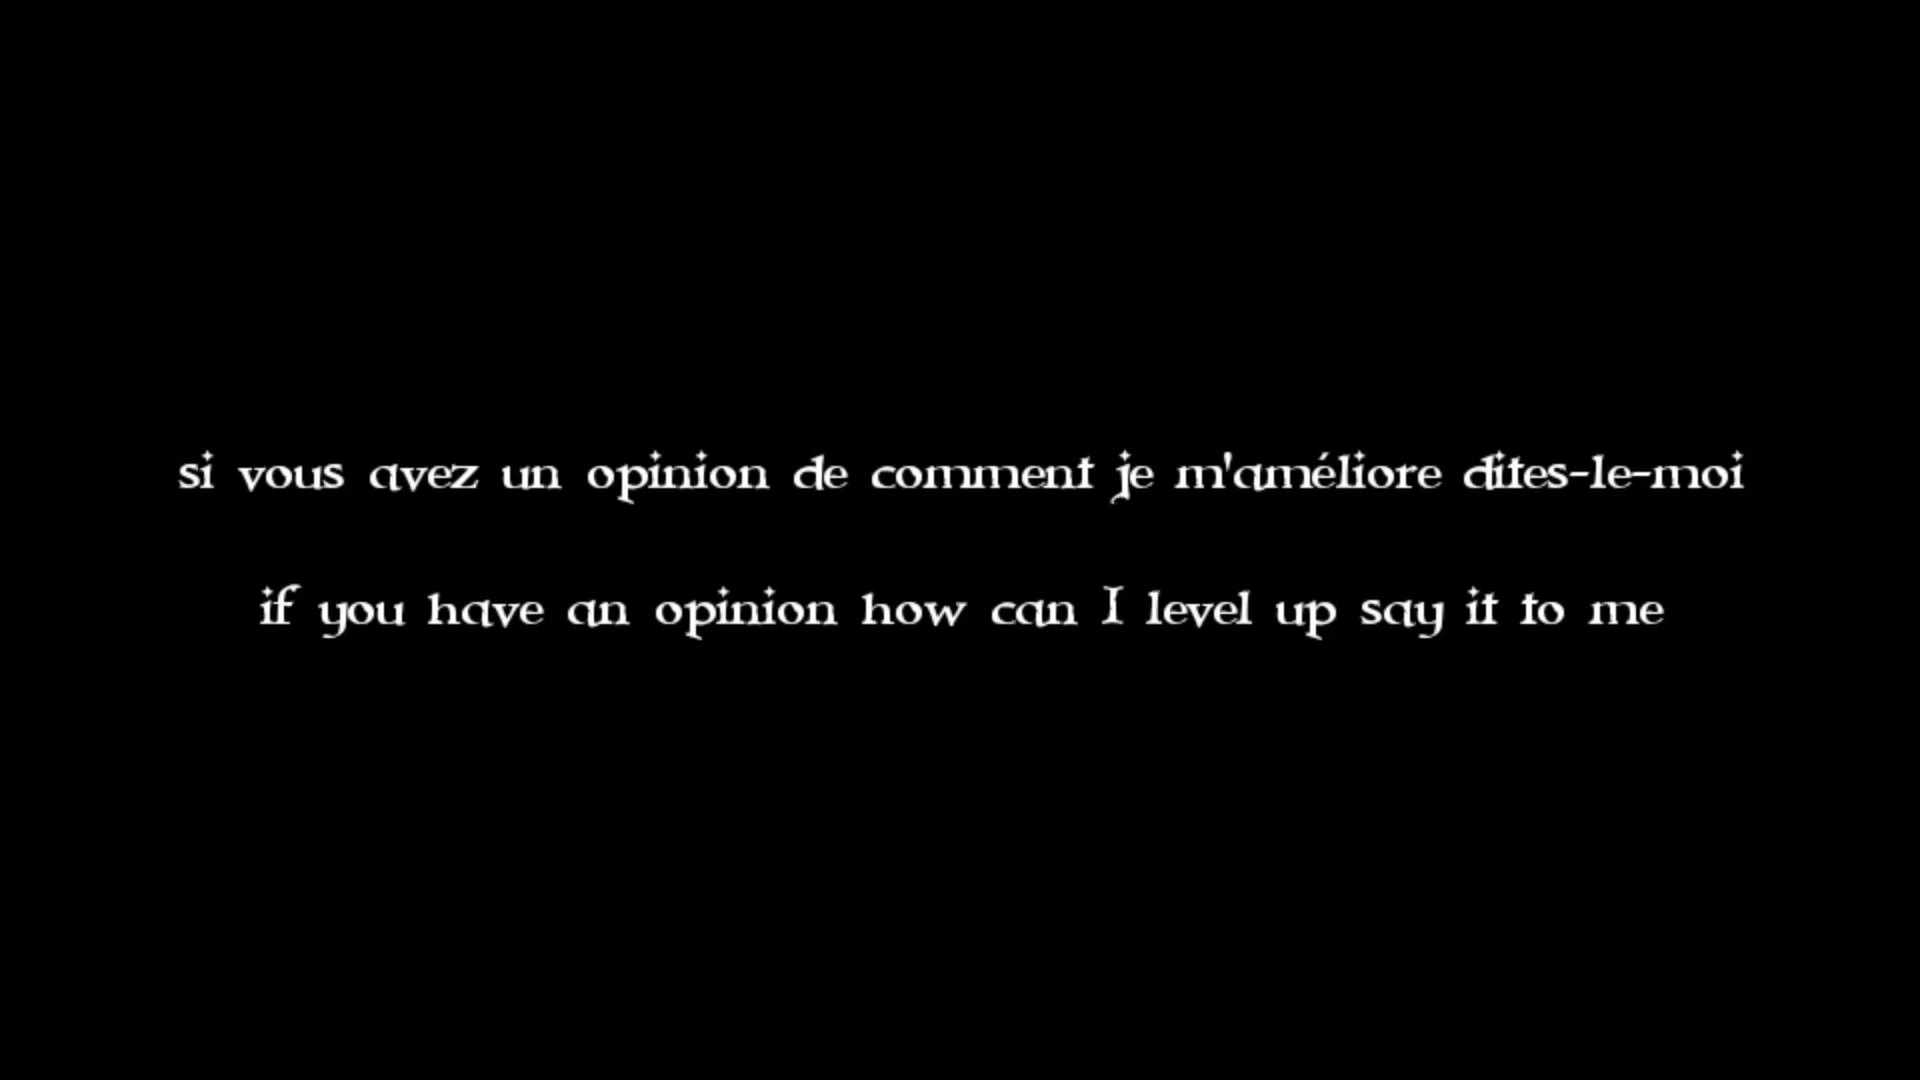 si vous avez un opinion de comment je m'améliore dites-le-moi
if you have an opinion how can I level up say it to me